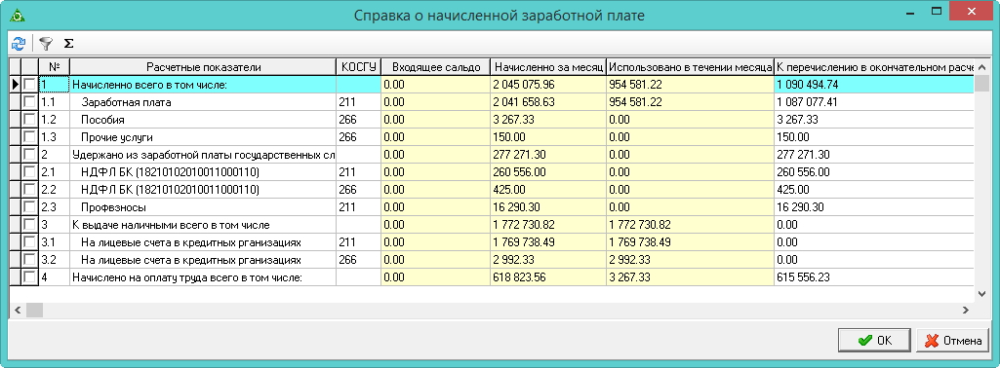 Справка о начисленной заработной плате
Σ
№ Расчетные показатели КОСГУ Входящее сальдо Начисленно за месяц Использовано в течении месяца К перечислению в окончательном расче
1 Начисленно всего в том числе: 0.00 2 045 075.96 954 581.22 1 090 494.74
1.1 Заработная плата 211 0.00 2 041 658.63 954 581.22 1 087 077.41
1.2 Пособия 266 0.00 3 267.33 0.00 3 267.33
1.3 Прочие услуги 266 0.00 150.00 0.00 150.00
2 Удержано из заработной платы государственных сл 0.00 277 271.30 0.00 277 271.30
2.1 НДФЛ БК (18210102010011000110) 211 0.00 260 556.00 0.00 260 556.00
2.2 НДФЛ БК (18210102010011000110) 266 0.00 425.00 0.00 425.00
2.3 Профвзносы 211 0.00 16 290.30 0.00 16 290.30
3 К выдаче наличными всего в том числе 0.00 1 772 730.82 1 772 730.82 0.00
3.1 На лицевые счета в кредитных рганизациях 211 0.00 1 769 738.49 1 769 738.49 0.00
3.2 На лицевые счета в кредитных рганизациях 266 0.00 2 992.33 2 992.33 0.00
4 Начислено на оплату труда всего в том числе: 0.00 618 823.56 3 267.33 615 556.23
ОК Отмена